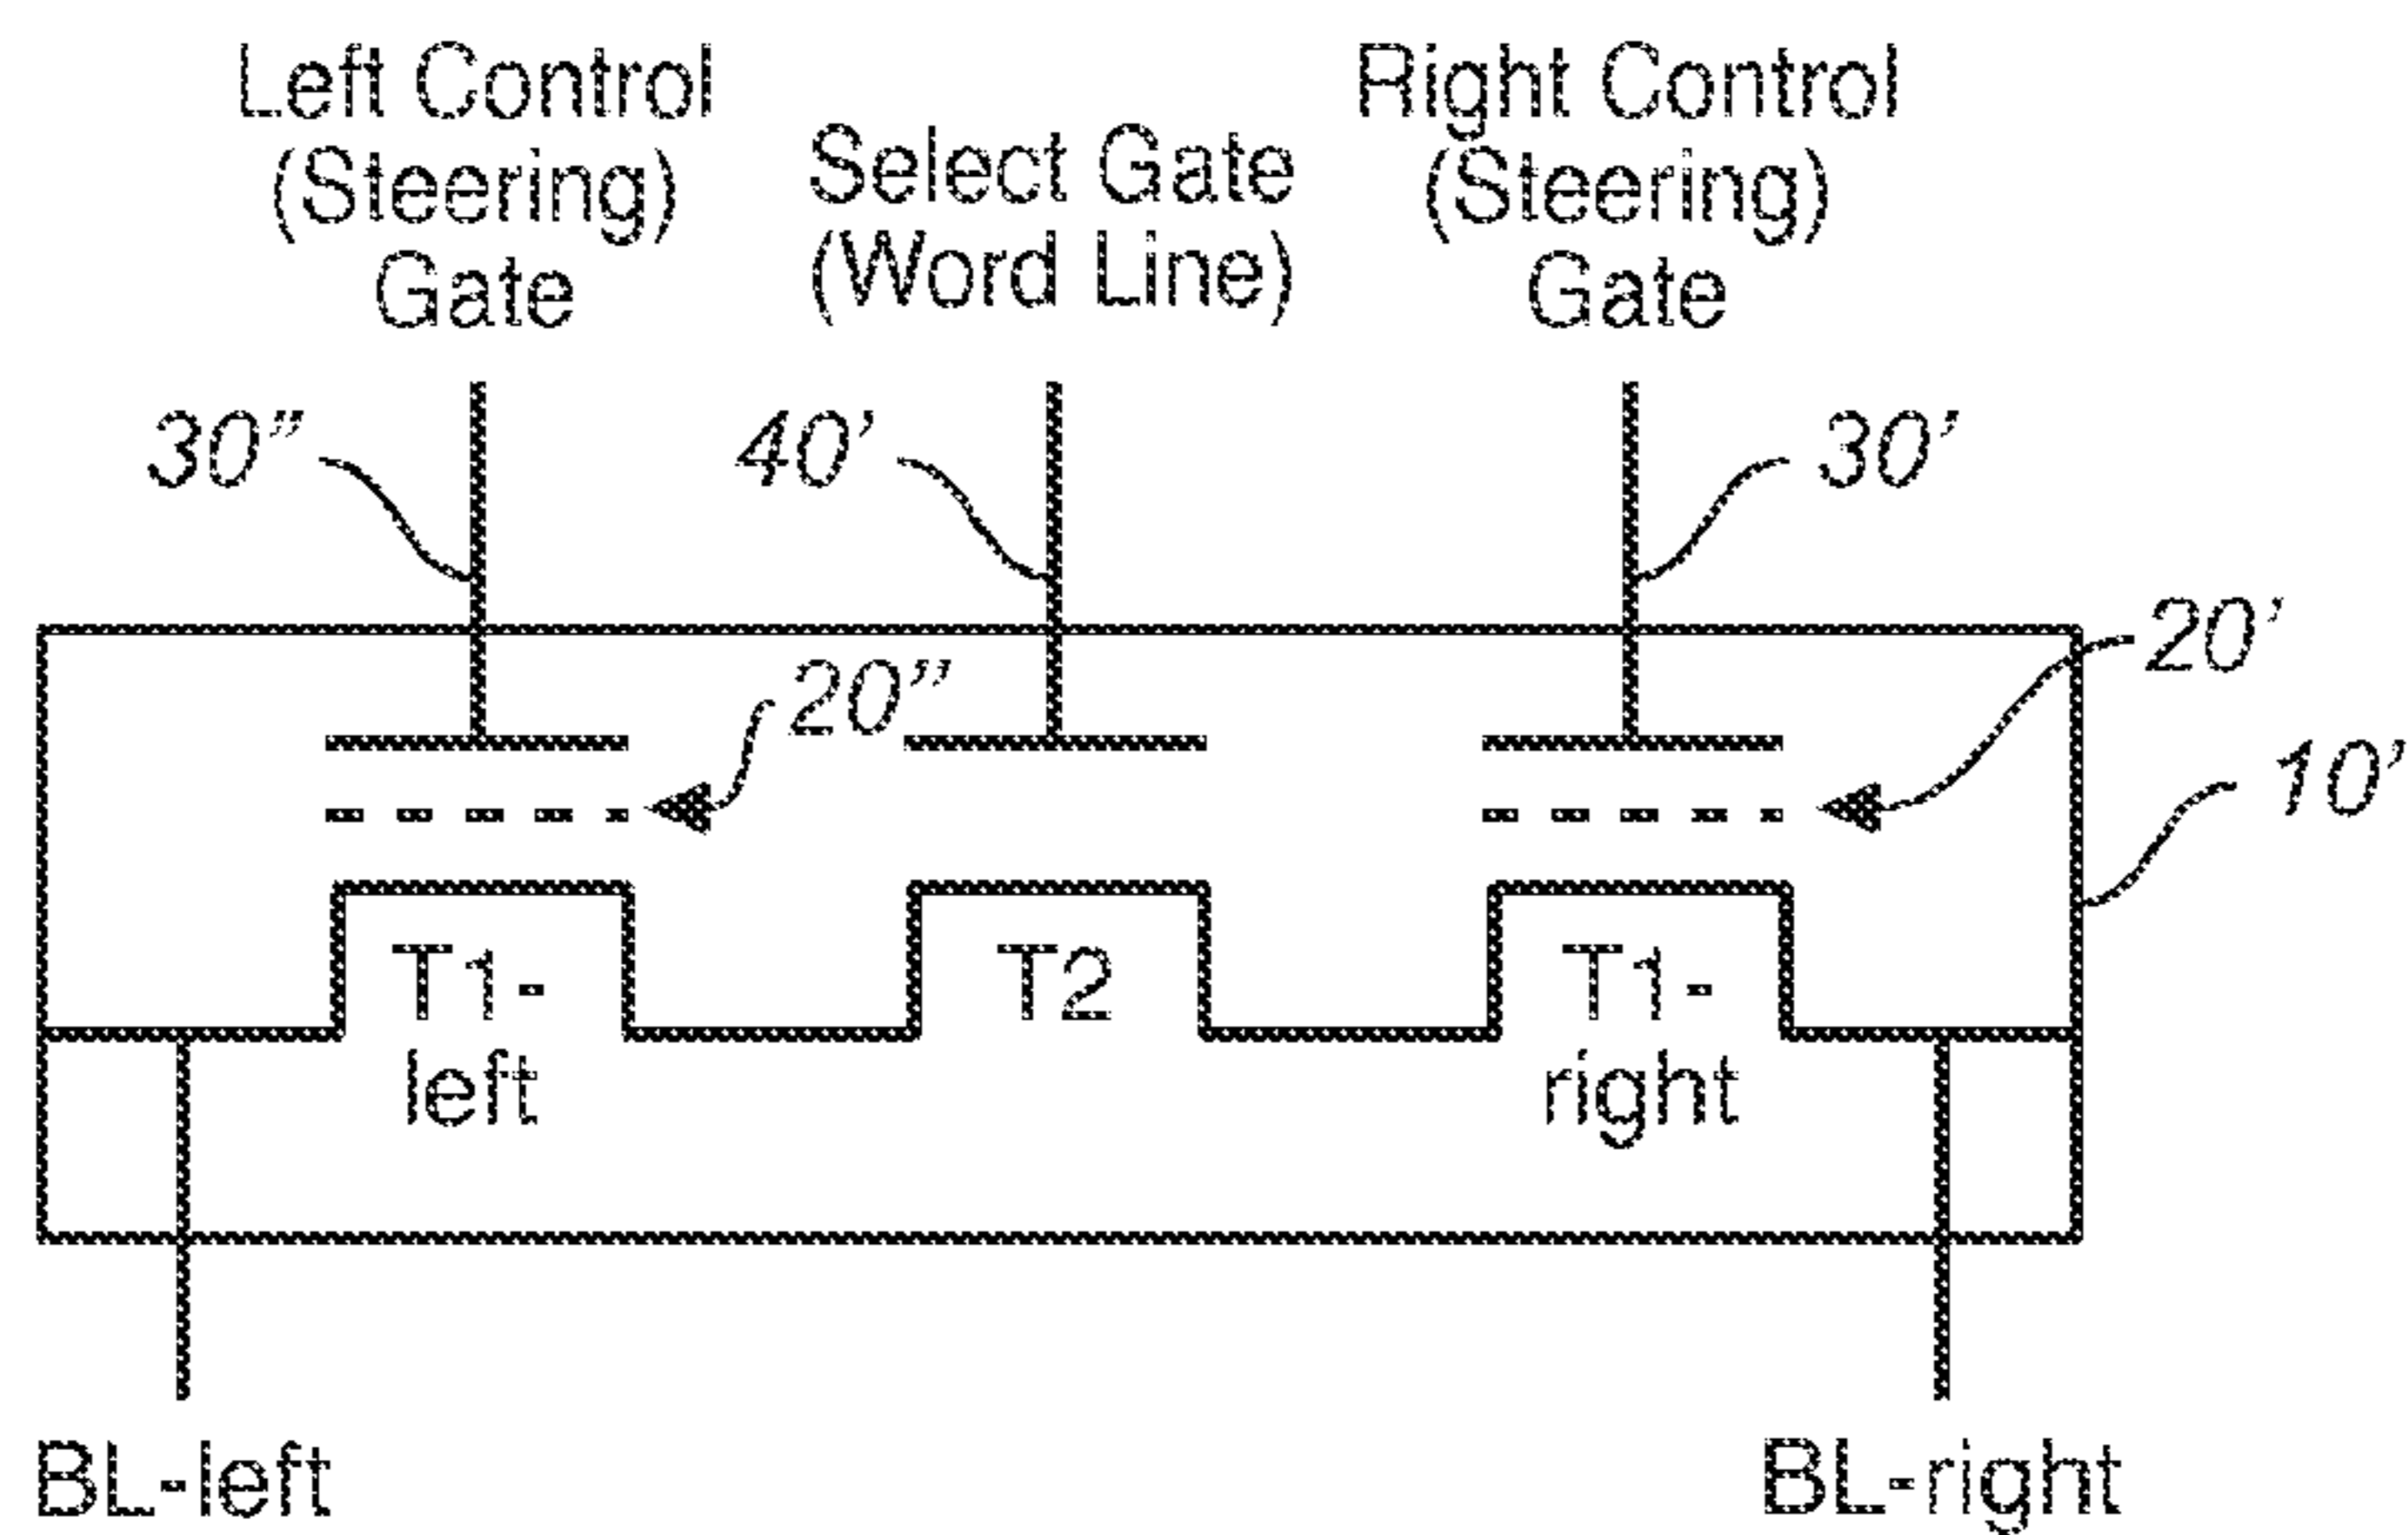 Left Control
(Steering)
Gate
Select Gate
(Word Line)
Right Control
(Steering)
Gate
30″
40′
30′
20″
20′
10′
T1-
left
T2
T1-
right
BL-left
BL-right